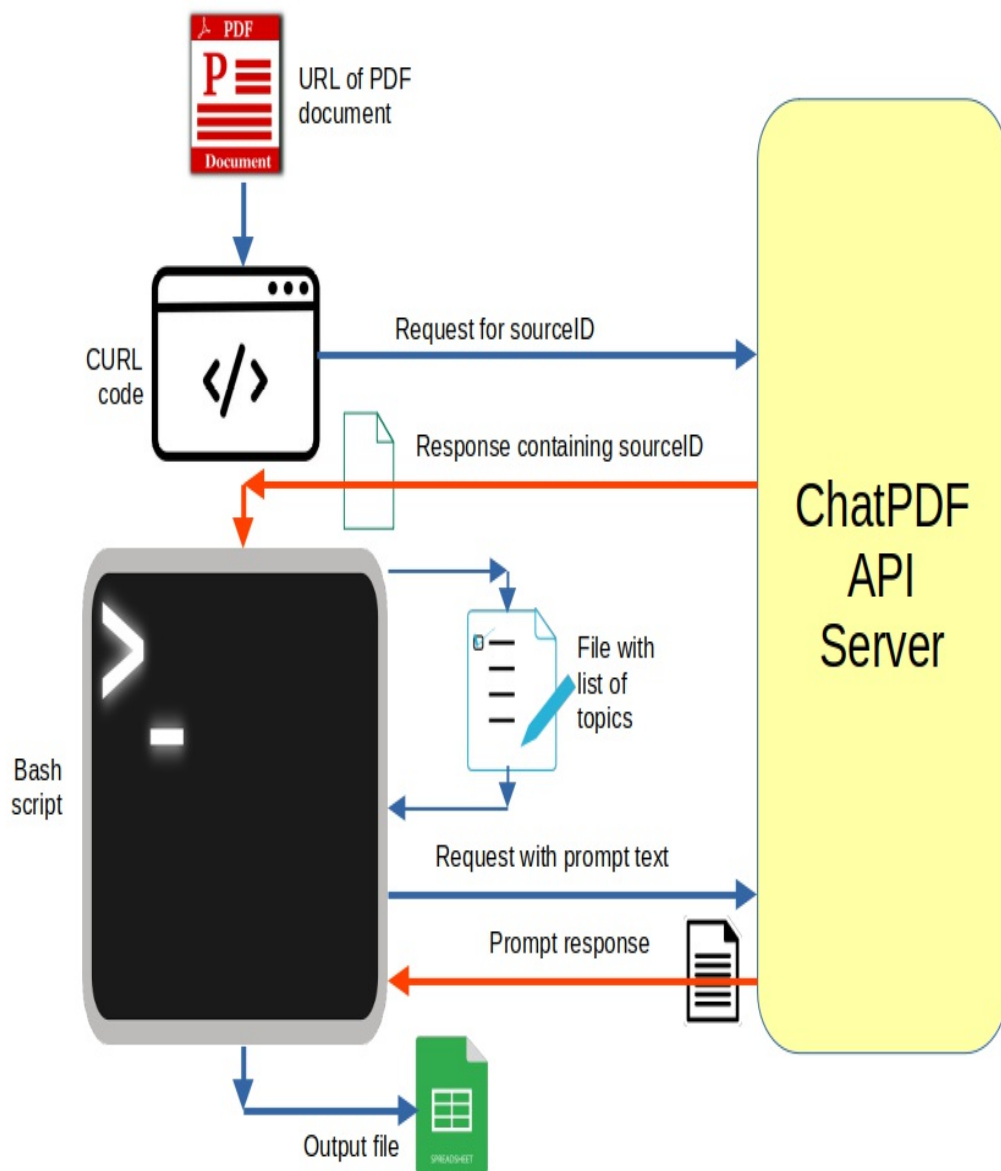 PDF
P
Document
URL of PDF
document
CURL
code
</>
Request for sourceID
Response containing sourceID
ChatPDF
API
Server
>_
File with
list of
topics
Bash
script
Request with prompt text
Prompt response
Output file
SPREADSHEET